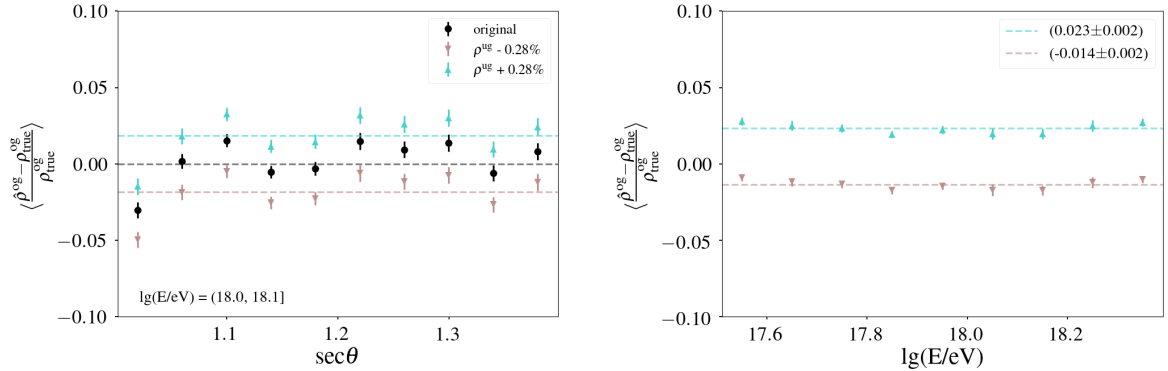 0.10
0.05
0.00
−0.05
−0.10
⟨ρ̂^og − ρ^og_true / ρ^og_true⟩
original
ρ^ug - 0.28%
ρ^ug + 0.28%
lg(E/eV) = (18.0, 18.1]
1.1 1.2 1.3
secθ
0.10
0.05
0.00
−0.05
−0.10
⟨ρ̂^og − ρ^og_true / ρ^og_true⟩
(0.023±0.002)
(-0.014±0.002)
17.6 17.8 18.0 18.2
lg(E/eV)